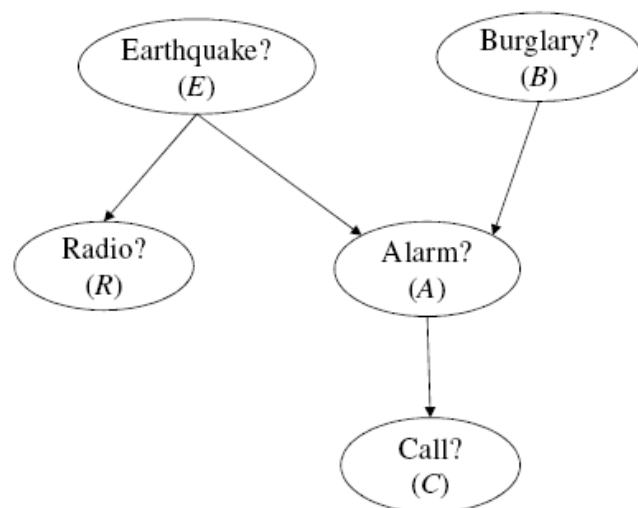 Earthquake?
(E)
Burglary?
(B)
Radio?
(R)
Alarm?
(A)
Call?
(C)